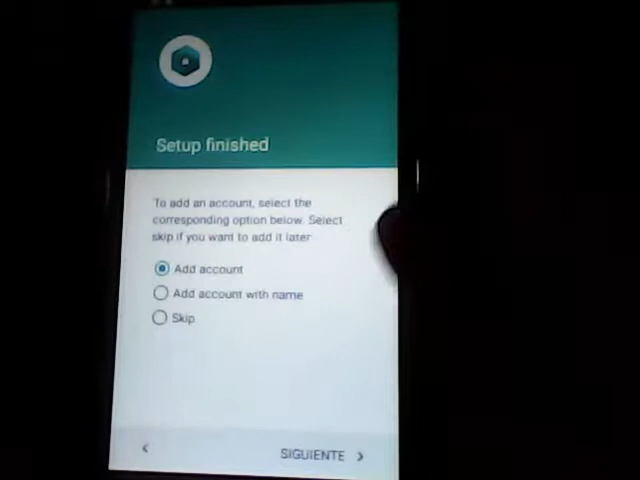 Setup finished
To add an account, select the
corresponding option below. Select
skip if you want to add it later
Add account
Add account with name
Skip
SIGUIENTE